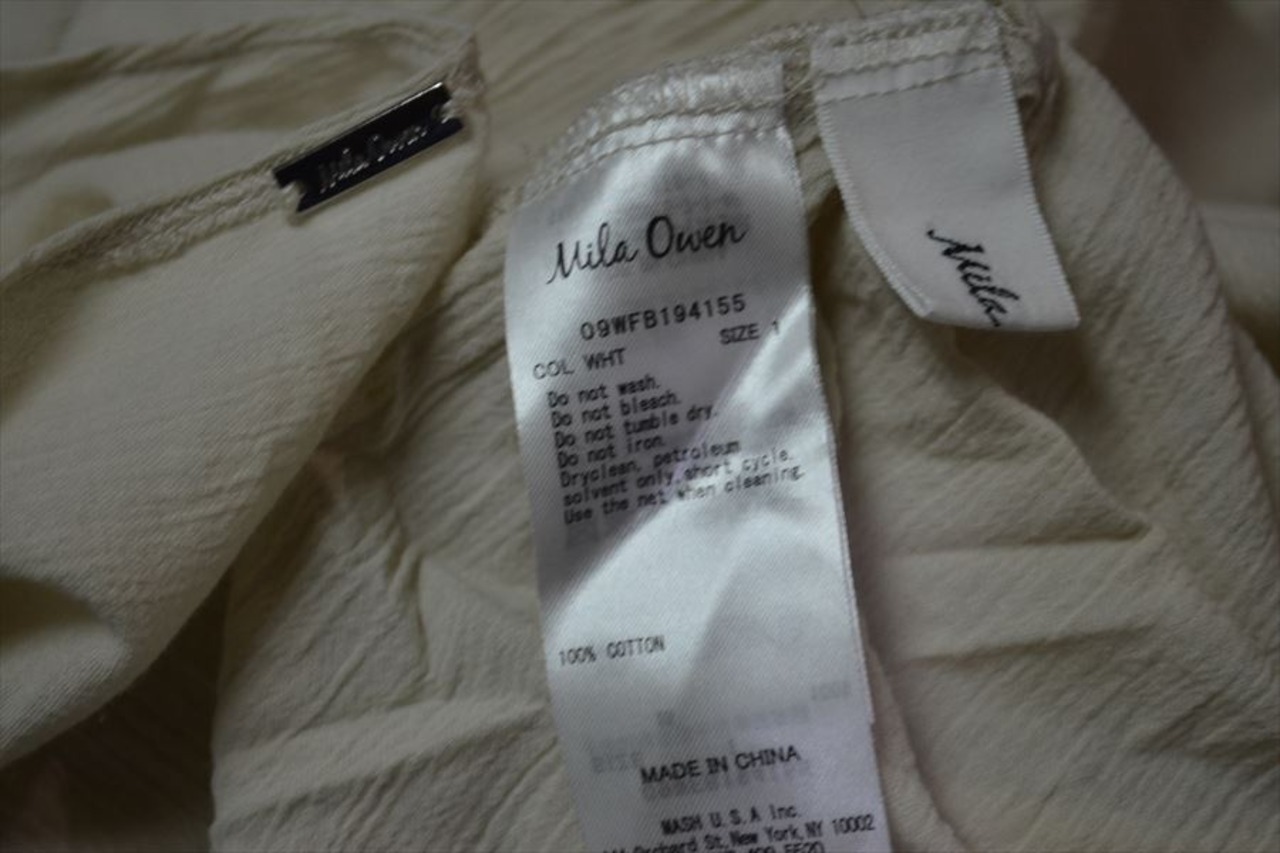 Mila Owen
Mila Owen
09WFB194155
COL WHT SIZE 1
Do not wash.
Do not bleach.
Do not tumble dry.
Do not iron.
Dryclean, petroleum
solvent only, short cycle.
Use the net when cleaning.
100% COTTON
MADE IN CHINA
MASH U.S.A Inc.
Orchard St, New York, NY 10002
Mila